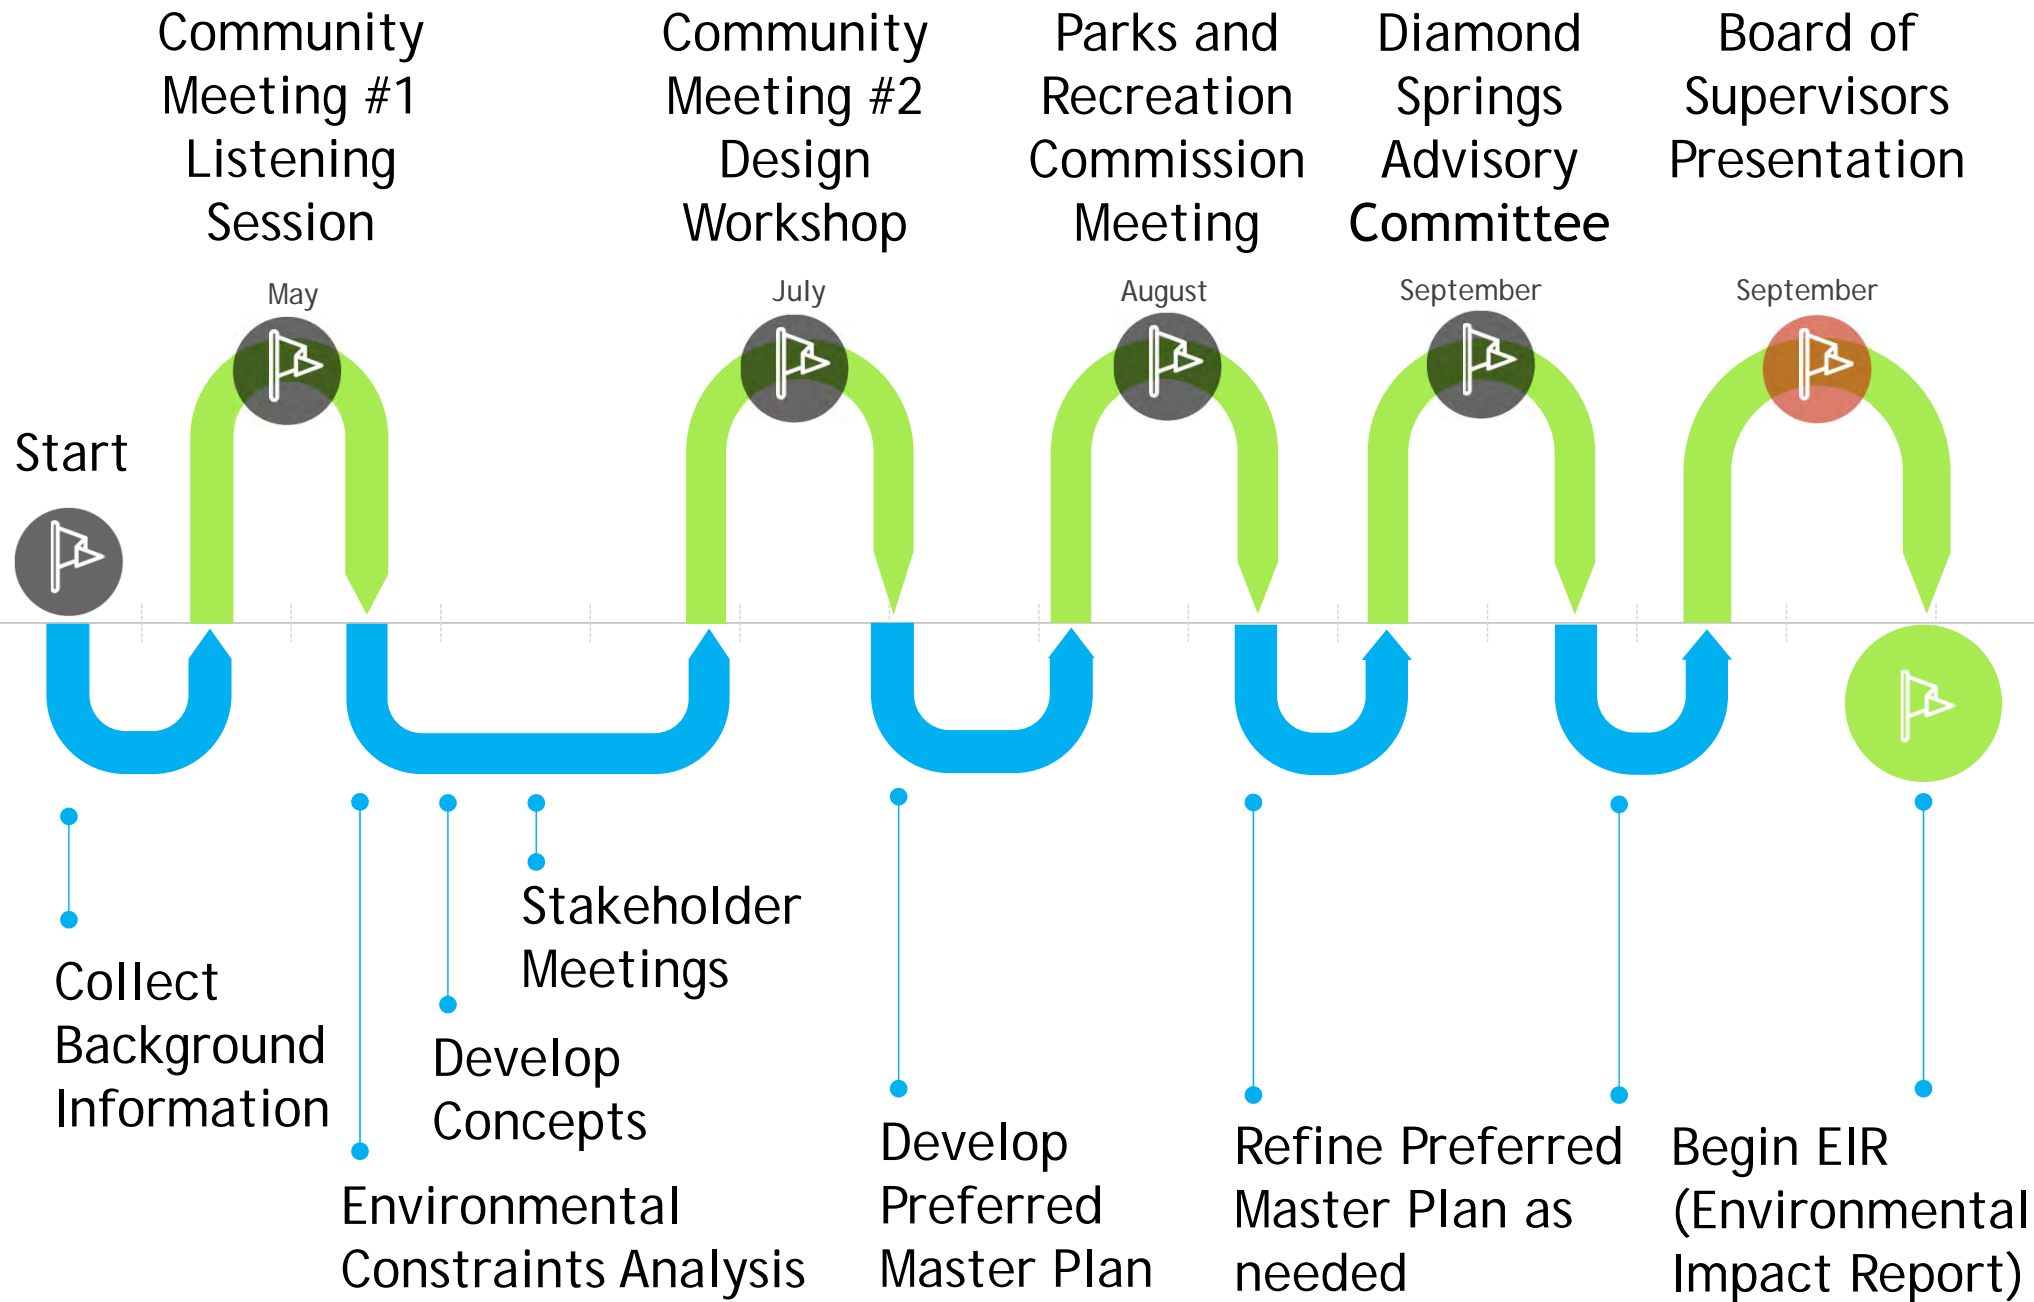 Community
Meeting #1
Listening
Session
May
Community
Meeting #2
Design
Workshop
July
Parks and
Recreation
Commission
Meeting
August
Diamond
Springs
Advisory
Committee
September
Board of
Supervisors
Presentation
September
Start
Collect
Background
Information
Environmental
Constraints Analysis
Develop
Concepts
Stakeholder
Meetings
Develop
Preferred
Master Plan
Refine Preferred
Master Plan as
needed
Begin EIR
(Environmental
Impact Report)